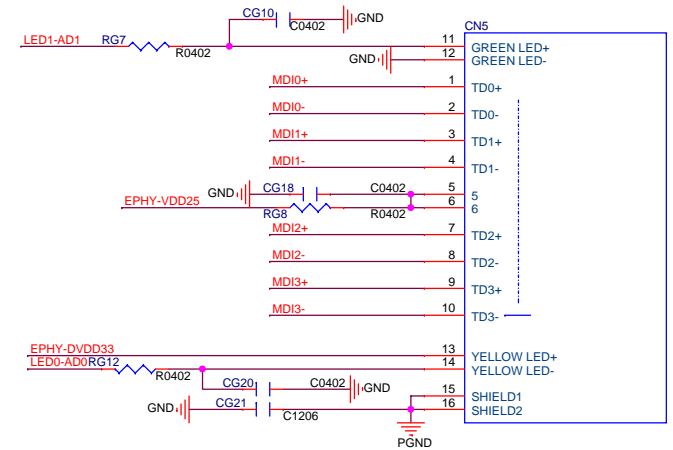 CG10 C0402 GND CN5
LED1-AD1 RG7 R0402 11 GREEN LED+
GND 12 GREEN LED-
MDI0+ 1 TD0+
MDI0- 2 TD0-
MDI1+ 3 TD1+
MDI1- 4 TD1-
GND CG18 C0402 5 5
EPHY-VDD25 RG8 R0402 6 6
MDI2+ 7 TD2+
MDI2- 8 TD2-
MDI3+ 9 TD3+
MDI3- 10 TD3-
EPHY-DVDD33 13 YELLOW LED+
LED0-AD0 RG12 R0402 14 YELLOW LED-
CG20 C0402 GND 15 SHIELD1
GND CG21 C1206 16 SHIELD2
PGND